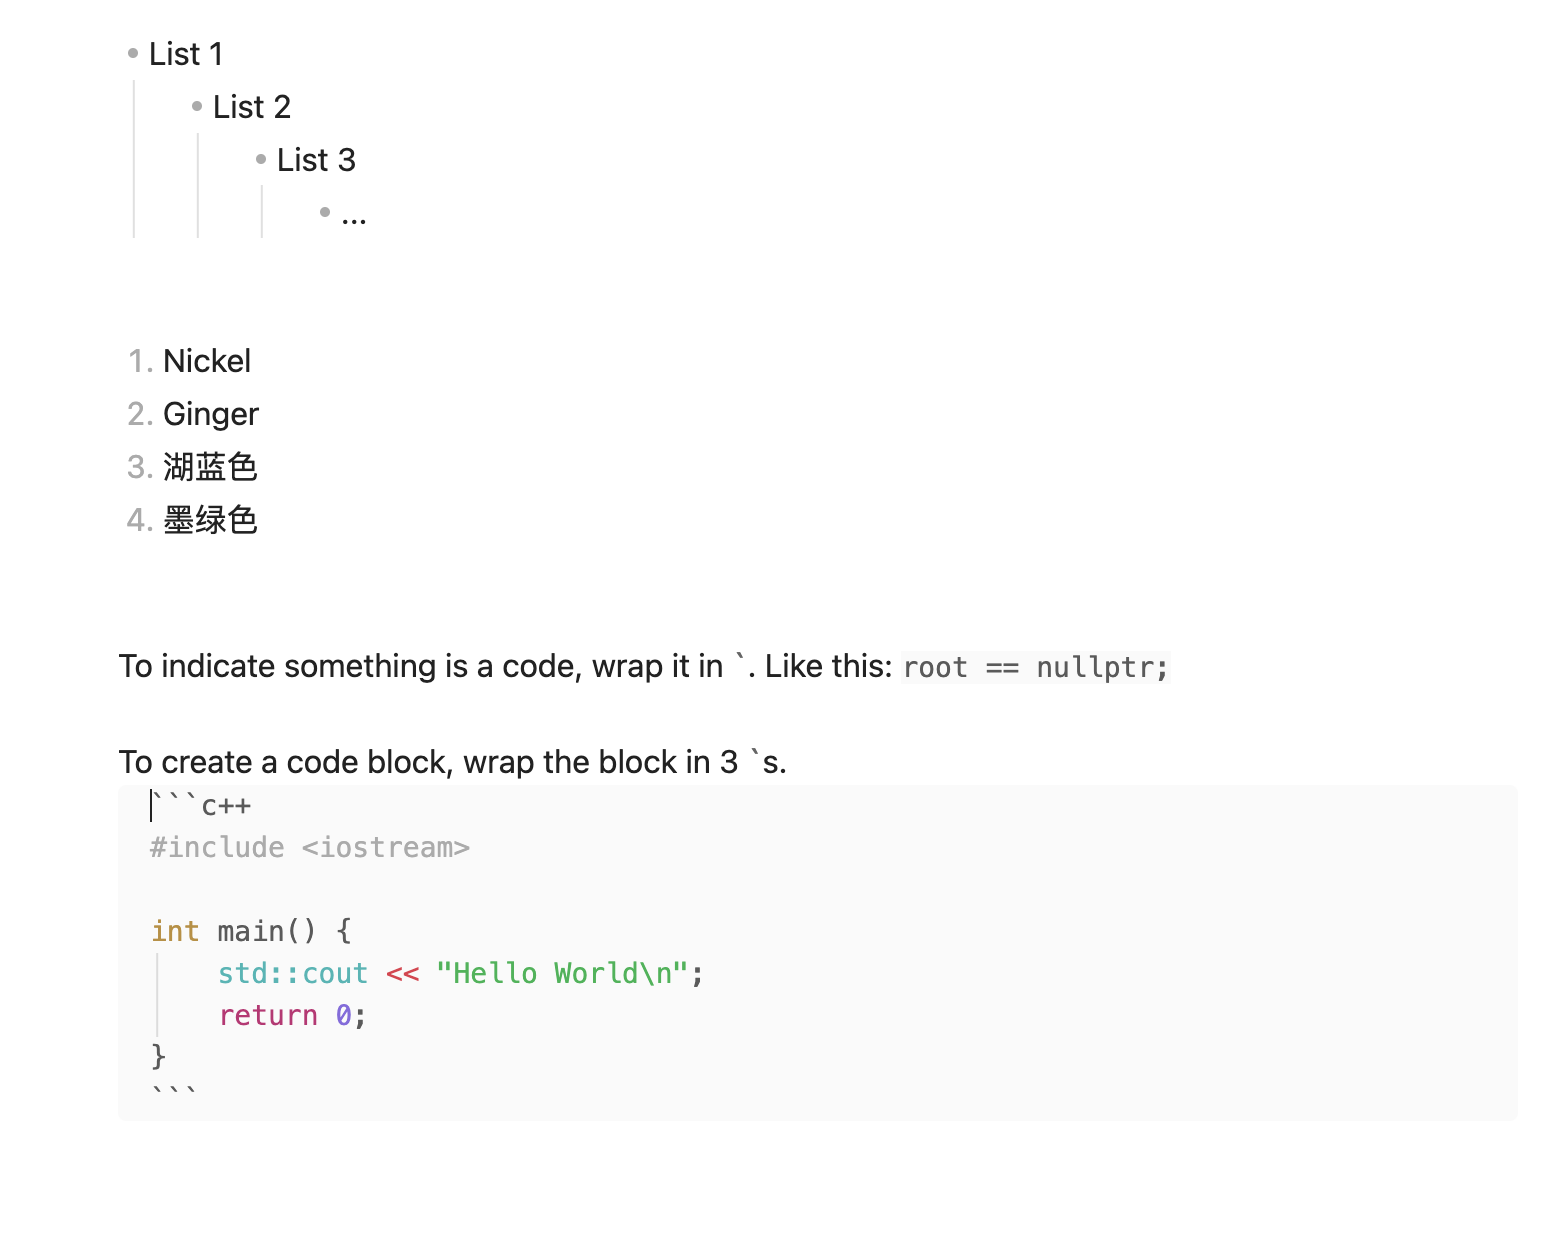 • List 1
• List 2
• List 3
• ...
1. Nickel
2. Ginger
3. 湖蓝色
4. 墨绿色
To indicate something is a code, wrap it in `. Like this: root == nullptr;
To create a code block, wrap the block in 3 `s.
```c++
#include <iostream>
int main() {
    std::cout << "Hello World\n";
    return 0;
}
```